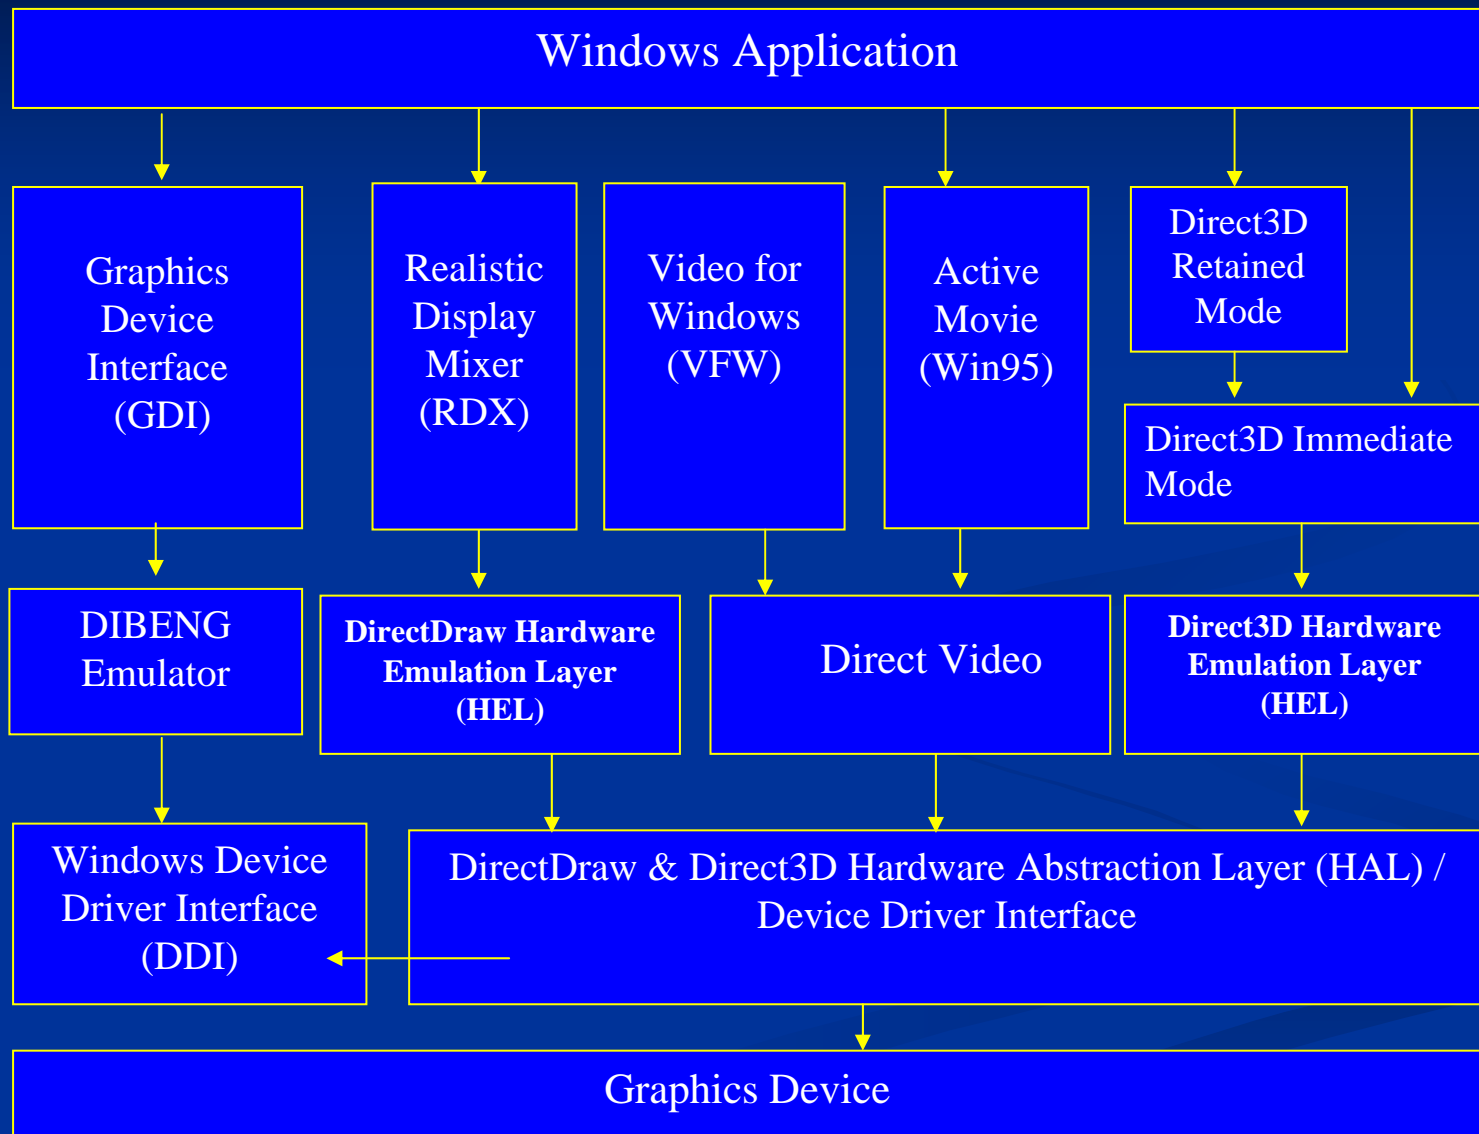 Windows Application
Graphics
Device
Interface
(GDI)
Realistic
Display
Mixer
(RDX)
Video for
Windows
(VFW)
Active
Movie
(Win95)
Direct3D
Retained
Mode
Direct3D Immediate
Mode
DIBENG
Emulator
DirectDraw Hardware
Emulation Layer
(HEL)
Direct Video
Direct3D Hardware
Emulation Layer
(HEL)
Windows Device
Driver Interface
(DDI)
DirectDraw & Direct3D Hardware Abstraction Layer (HAL) /
Device Driver Interface
Graphics Device